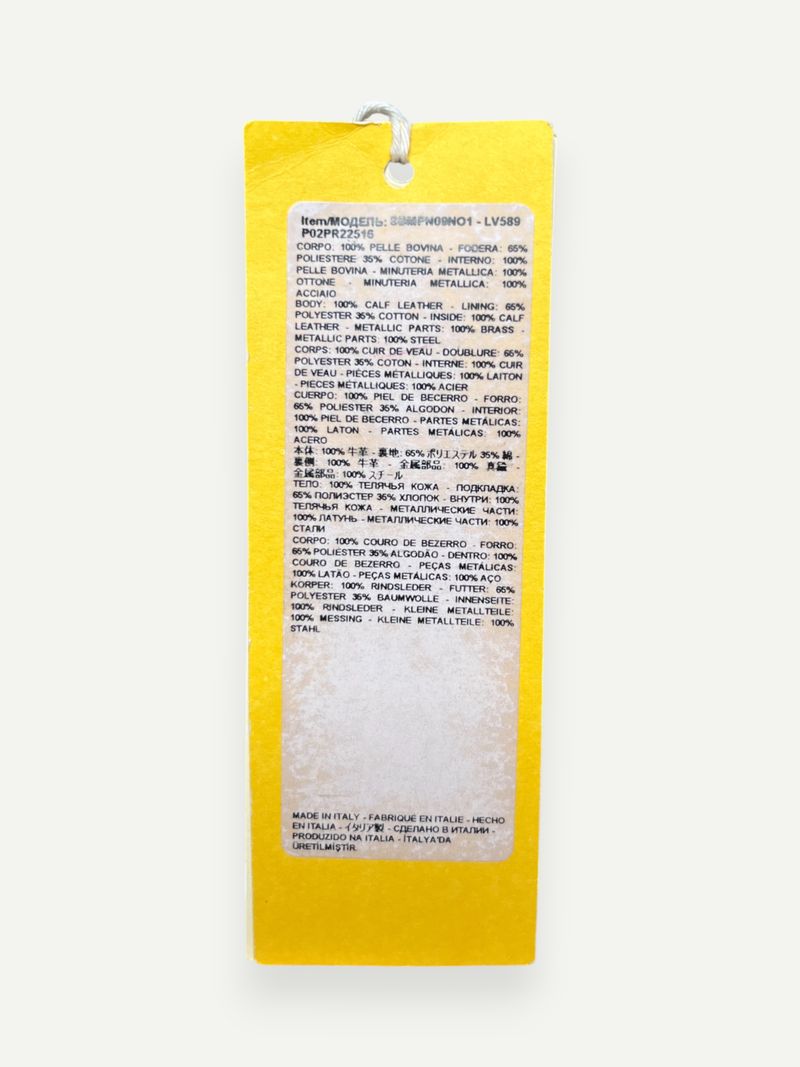 Item/МОДЕЛЬ: - LV589
P02PR22516
CORPO: 100% PELLE BOVINA - FODERA: 65%
POLIESTERE 35% COTONE - INTERNO: 100%
PELLE BOVINA - MINUTERIA METALLICA: 100%
OTTONE - MINUTERIA METALLICA: 100%
ACCIAIO
BODY: 100% CALF LEATHER - LINING: 65%
POLYESTER 35% COTTON - INSIDE: 100% CALF
LEATHER - METALLIC PARTS: 100% BRASS -
METALLIC PARTS: 100% STEEL
CORPS: 100% CUIR DE VEAU - DOUBLURE: 65%
POLYESTER 35% COTON - INTERNE: 100% CUIR
DE VEAU - PIÈCES MÉTALLIQUES: 100% LAITON
- PIÈCES MÉTALLIQUES: 100% ACIER
CUERPO: 100% PIEL DE BECERRO - FORRO:
65% POLIESTER 35% ALGODON - INTERIOR:
100% PIEL DE BECERRO - PARTES METÁLICAS:
100% LATON - PARTES METÁLICAS: 100%
ACERO
本体: 100% 牛革 - 裏地: 65% ポリエステル 35% 綿 -
裏側: 100% 牛革 - 金属部品: 100% 真鍮 -
金属部品: 100% スチール
ТЕЛО: 100% ТЕЛЯЧЬЯ КОЖА - ПОДКЛАДКА:
65% ПОЛИЭСТЕР 35% ХЛОПОК - ВНУТРИ: 100%
ТЕЛЯЧЬЯ КОЖА - МЕТАЛЛИЧЕСКИЕ ЧАСТИ:
100% ЛАТУНЬ - МЕТАЛЛИЧЕСКИЕ ЧАСТИ: 100%
СТАЛИ
CORPO: 100% COURO DE BEZERRO - FORRO:
65% POLIÉSTER 35% ALGODÃO - DENTRO: 100%
COURO DE BEZERRO - PEÇAS METÁLICAS:
100% LATÃO - PEÇAS METÁLICAS: 100% AÇO
KÖRPER: 100% RINDSLEDER - FUTTER: 65%
POLYESTER 35% BAUMWOLLE - INNENSEITE:
100% RINDSLEDER - KLEINE METALLTEILE:
100% MESSING - KLEINE METALLTEILE: 100%
STAHL
MADE IN ITALY - FABRIQUÉ EN ITALIE - HECHO
EN ITALIA - イタリア製 - СДЕЛАНО В ИТАЛИИ -
PRODUZIDO NA ITALIA - İTALYA'DA
ÜRETİLMİŞTİR.